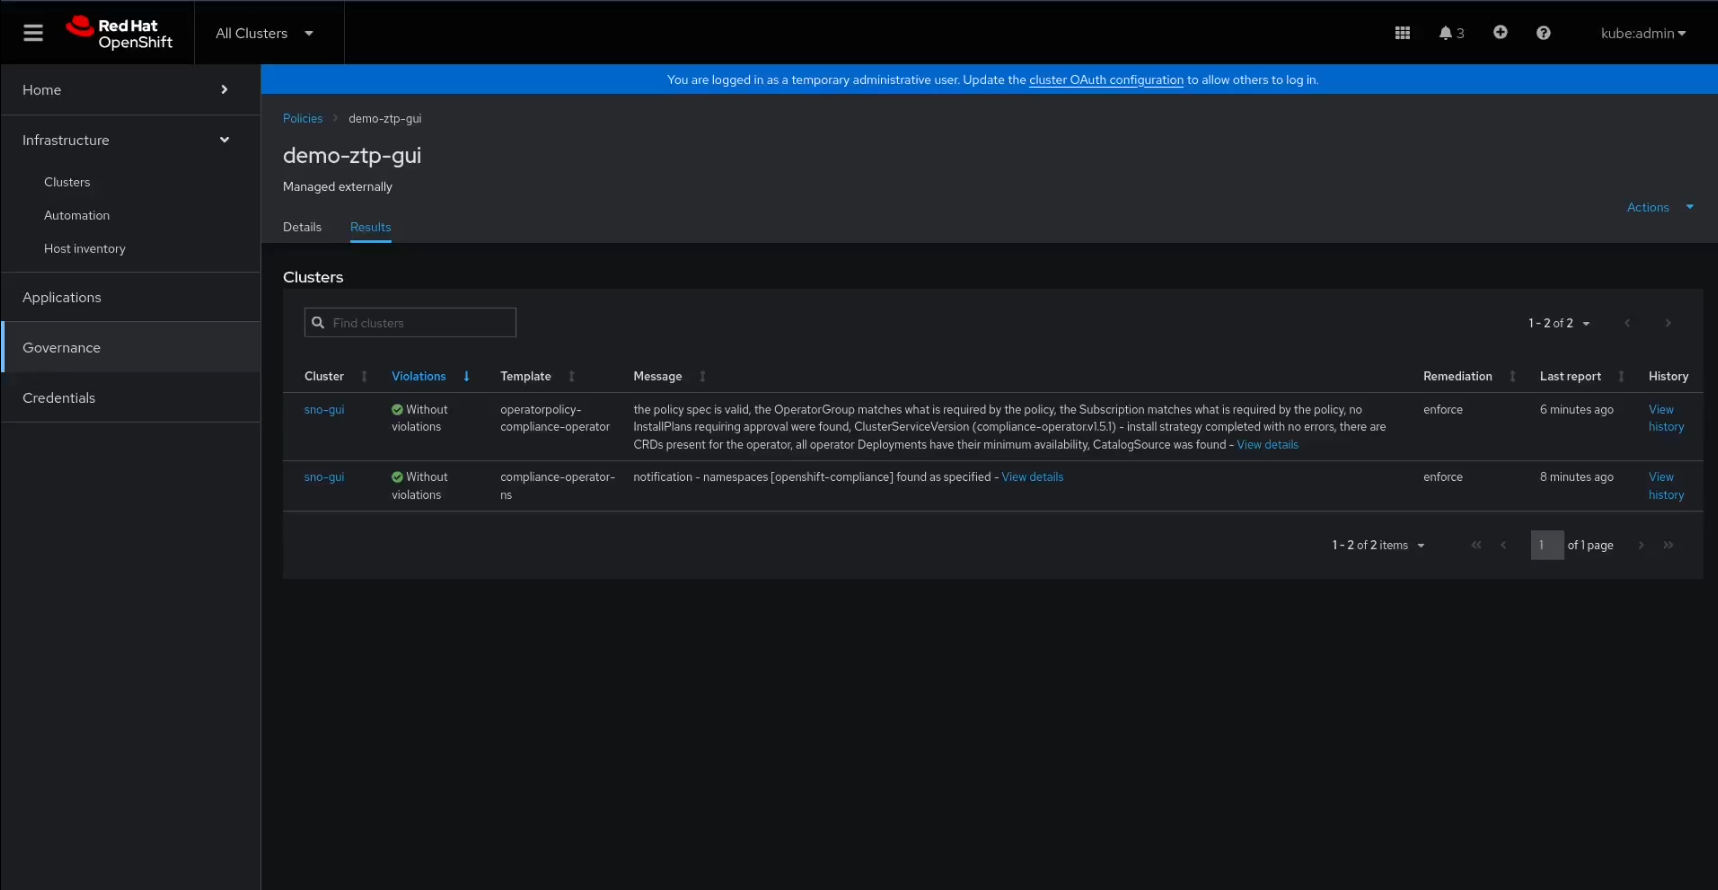 Red Hat
OpenShift
All Clusters
3
kube:admin
You are logged in as a temporary administrative user. Update the cluster OAuth configuration to allow others to log in.
Home
Infrastructure
Clusters
Automation
Host inventory
Applications
Governance
Credentials
Policies
demo-ztp-gui
demo-ztp-gui
Managed externally
Actions
Details
Results
Clusters
Find clusters
1 - 2 of 2
Cluster Violations Template Message Remediation Last report History
sno-gui
Without
violations
operatorpolicy-
compliance-operator
the policy spec is valid, the OperatorGroup matches what is required by the policy, the Subscription matches what is required by the policy, no
InstallPlans requiring approval were found, ClusterServiceVersion (compliance-operator.v1.5.1) - install strategy completed with no errors, there are
CRDs present for the operator, all operator Deployments have their minimum availability, CatalogSource was found - View details
enforce
6 minutes ago
View
history
sno-gui
Without
violations
compliance-operator-
ns
notification - namespaces [openshift-compliance] found as specified - View details
enforce
8 minutes ago
View
history
1 - 2 of 2 items
1
of 1 page